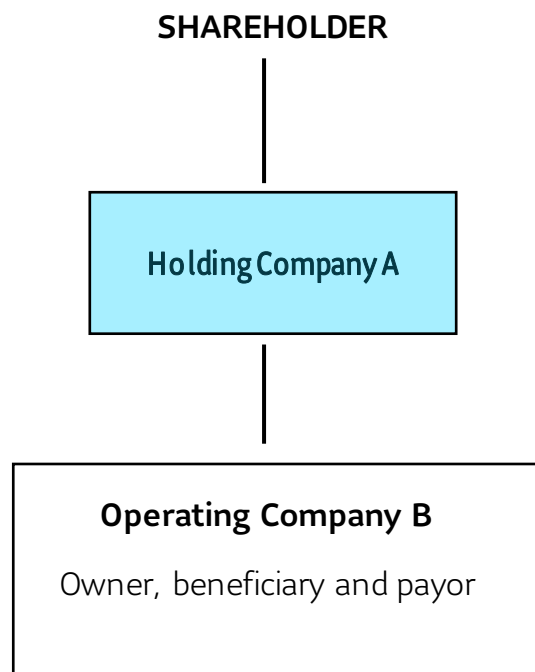 SHAREHOLDER
Holding Company A
Operating Company B
Owner, beneficiary and payor